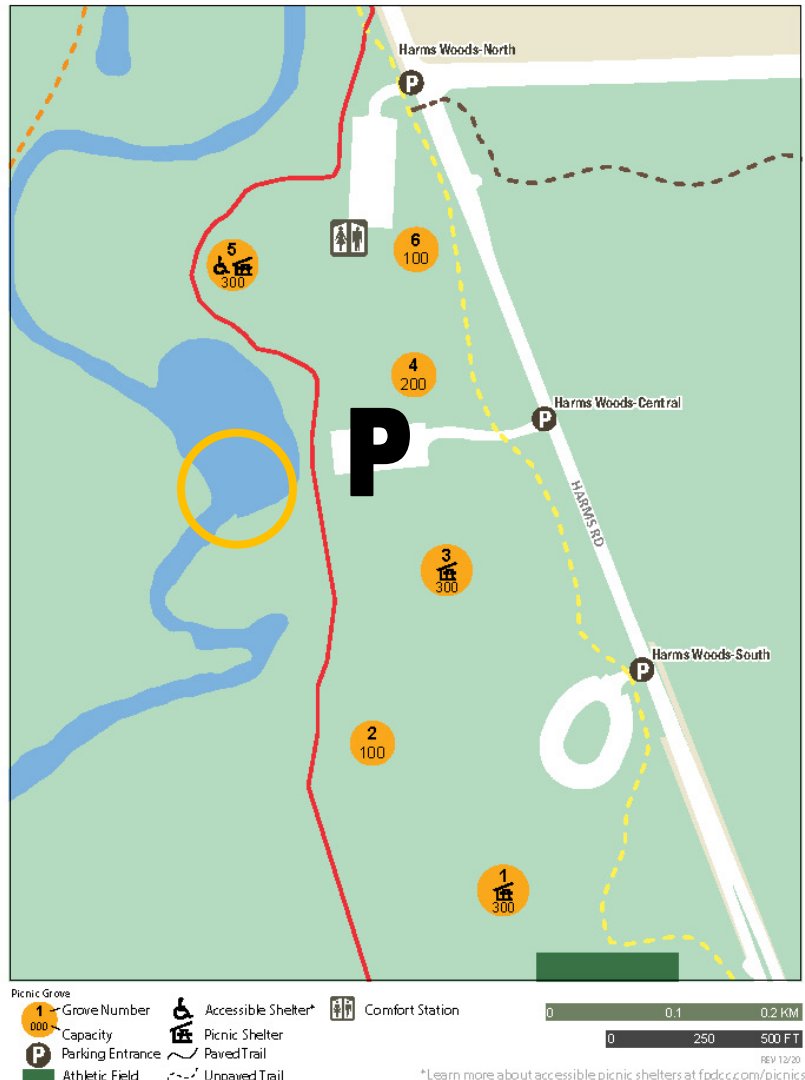 Harms Woods-North
P
5
300
6
100
4
200
Harms Woods-Central
P
P
HARMS RD
3
300
Harms Woods-South
P
2
100
1
300
Picnic Grove
1
000
Grove Number
Capacity
P
Parking Entrance
Athletic Field
Accessible Shelter*
Picnic Shelter
Paved Trail
Unpaved Trail
Comfort Station
0 0.1 0.2 KM
0 250 500 FT
REV 12/20
*Learn more about accessible picnic shelters at fpdcc.com/picnics